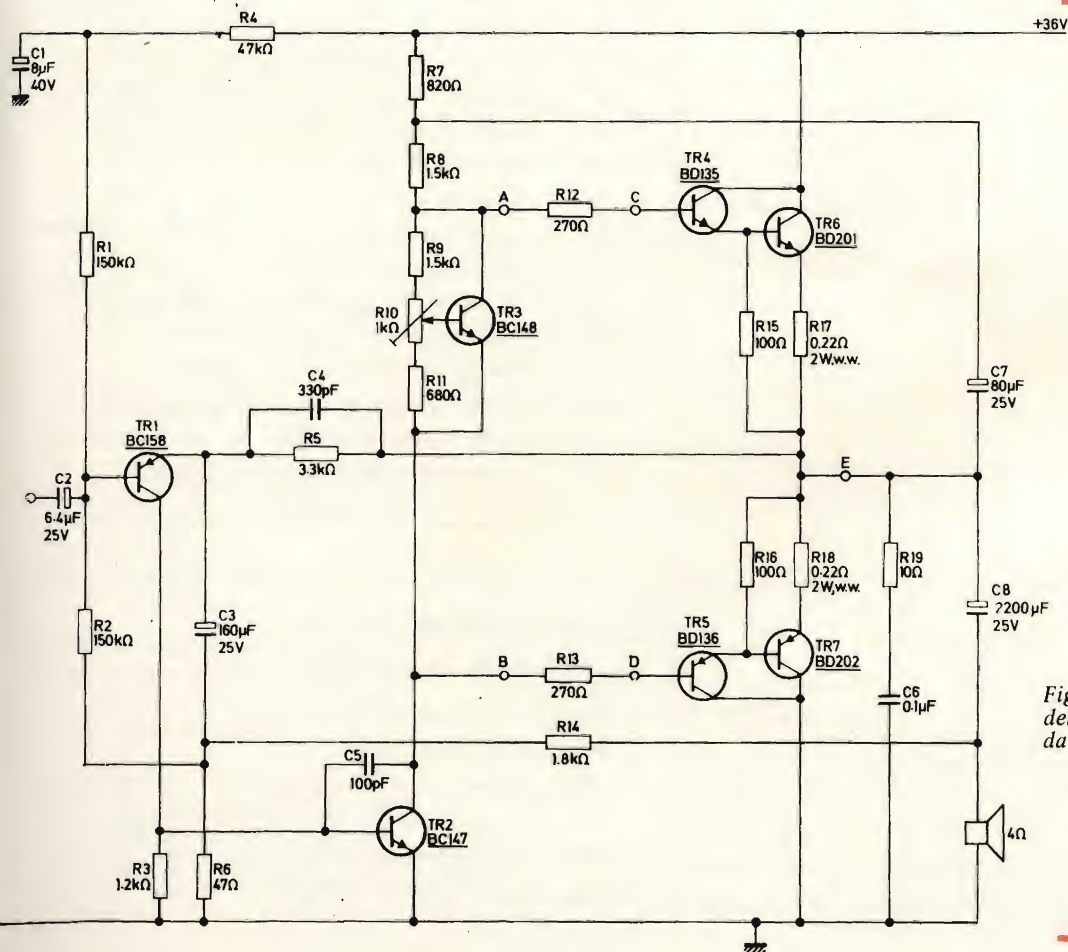 +36V
R4
47kΩ
C1
8µF
40V
R7
820Ω
R8
1.5kΩ
TR4
BD135
A
R12
270Ω
C
TR6
BD201
R1
150kΩ
R9
1.5kΩ
R10
1kΩ
TR3
BC148
R15
100Ω
R17
0.22Ω
2W,w.w.
C7
80µF
25V
C4
330pF
R11
680Ω
TR1
BC158
R5
3.3kΩ
C2
6.4µF
25V
E
R16
100Ω
R18
0.22Ω
2W,w.w.
R19
10Ω
C8
2200µF
25V
R2
150kΩ
C3
160µF
25V
TR5
BD136
TR7
BD202
B
R13
270Ω
D
C6
0.1µF
Fig
de
da
R14
1.8kΩ
C5
100pF
TR2
BC147
4Ω
R3
1.2kΩ
R6
47Ω